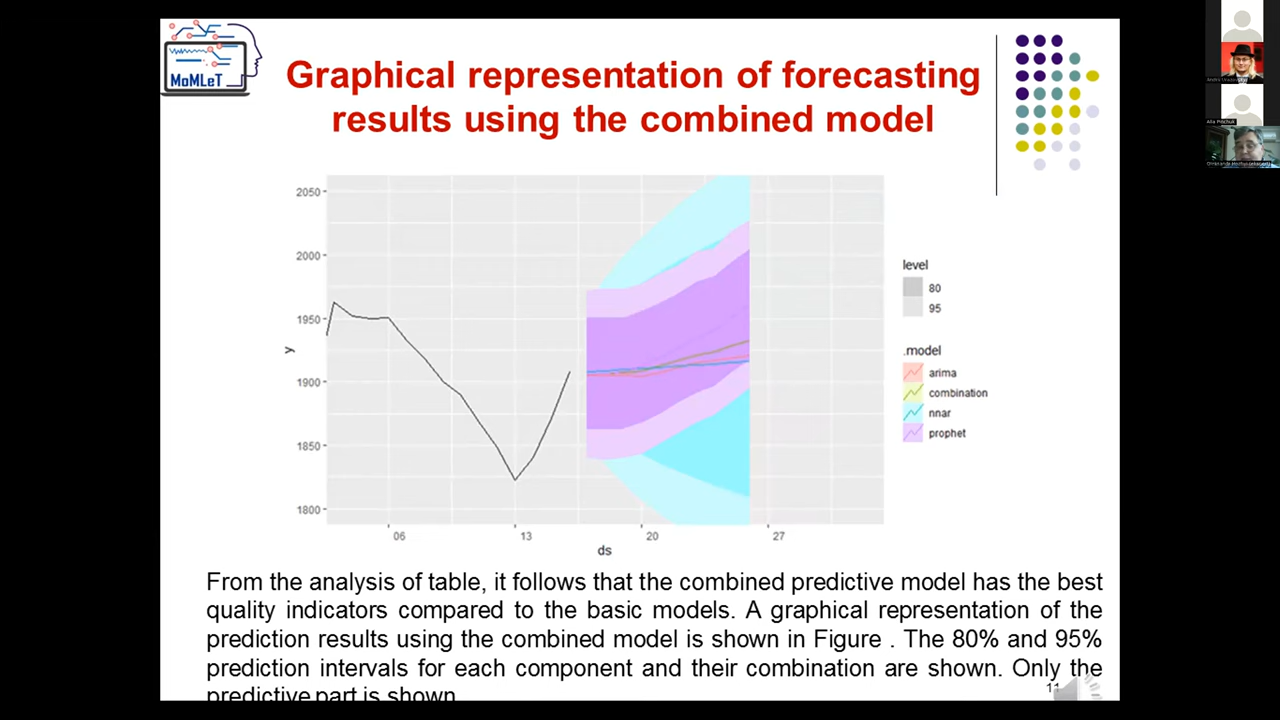 MoMLeT
Graphical representation of forecasting
results using the combined model
2050
2000
1950
1900
1850
1800
y
06
13
20
27
ds
level
80
95
.model
arima
combination
nnar
prophet
From the analysis of table, it follows that the combined predictive model has the best
quality indicators compared to the basic models. A graphical representation of the
prediction results using the combined model is shown in Figure . The 80% and 95%
prediction intervals for each component and their combination are shown. Only the
predictive part is shown
11
Alla Pinchuk